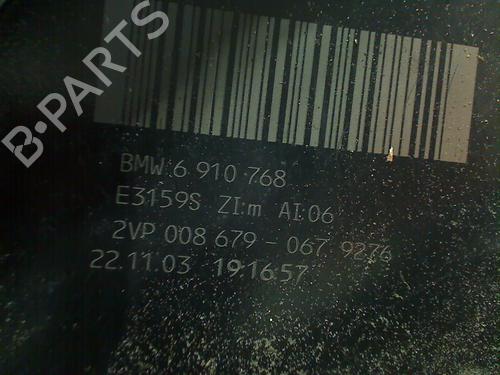 B-PARTS
BMW 6 910 768
E3159S ZI:m AI:06
2VP 008 679 - 067 9276
22.11.03 19:16:57